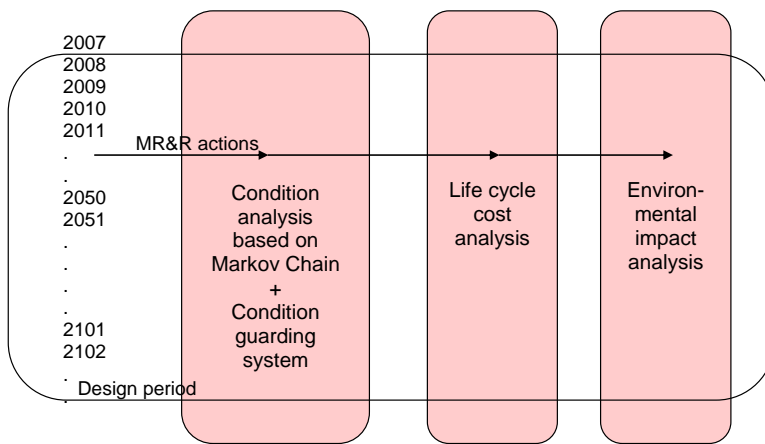 2007
2008
2009
2010
2011
.
.
2050
2051
.
.
.
.
2101
2102
.
.
Design period
MR&R actions
Condition
analysis
based on
Markov Chain
+
Condition
guarding
system
Life cycle
cost
analysis
Environ-
mental
impact
analysis